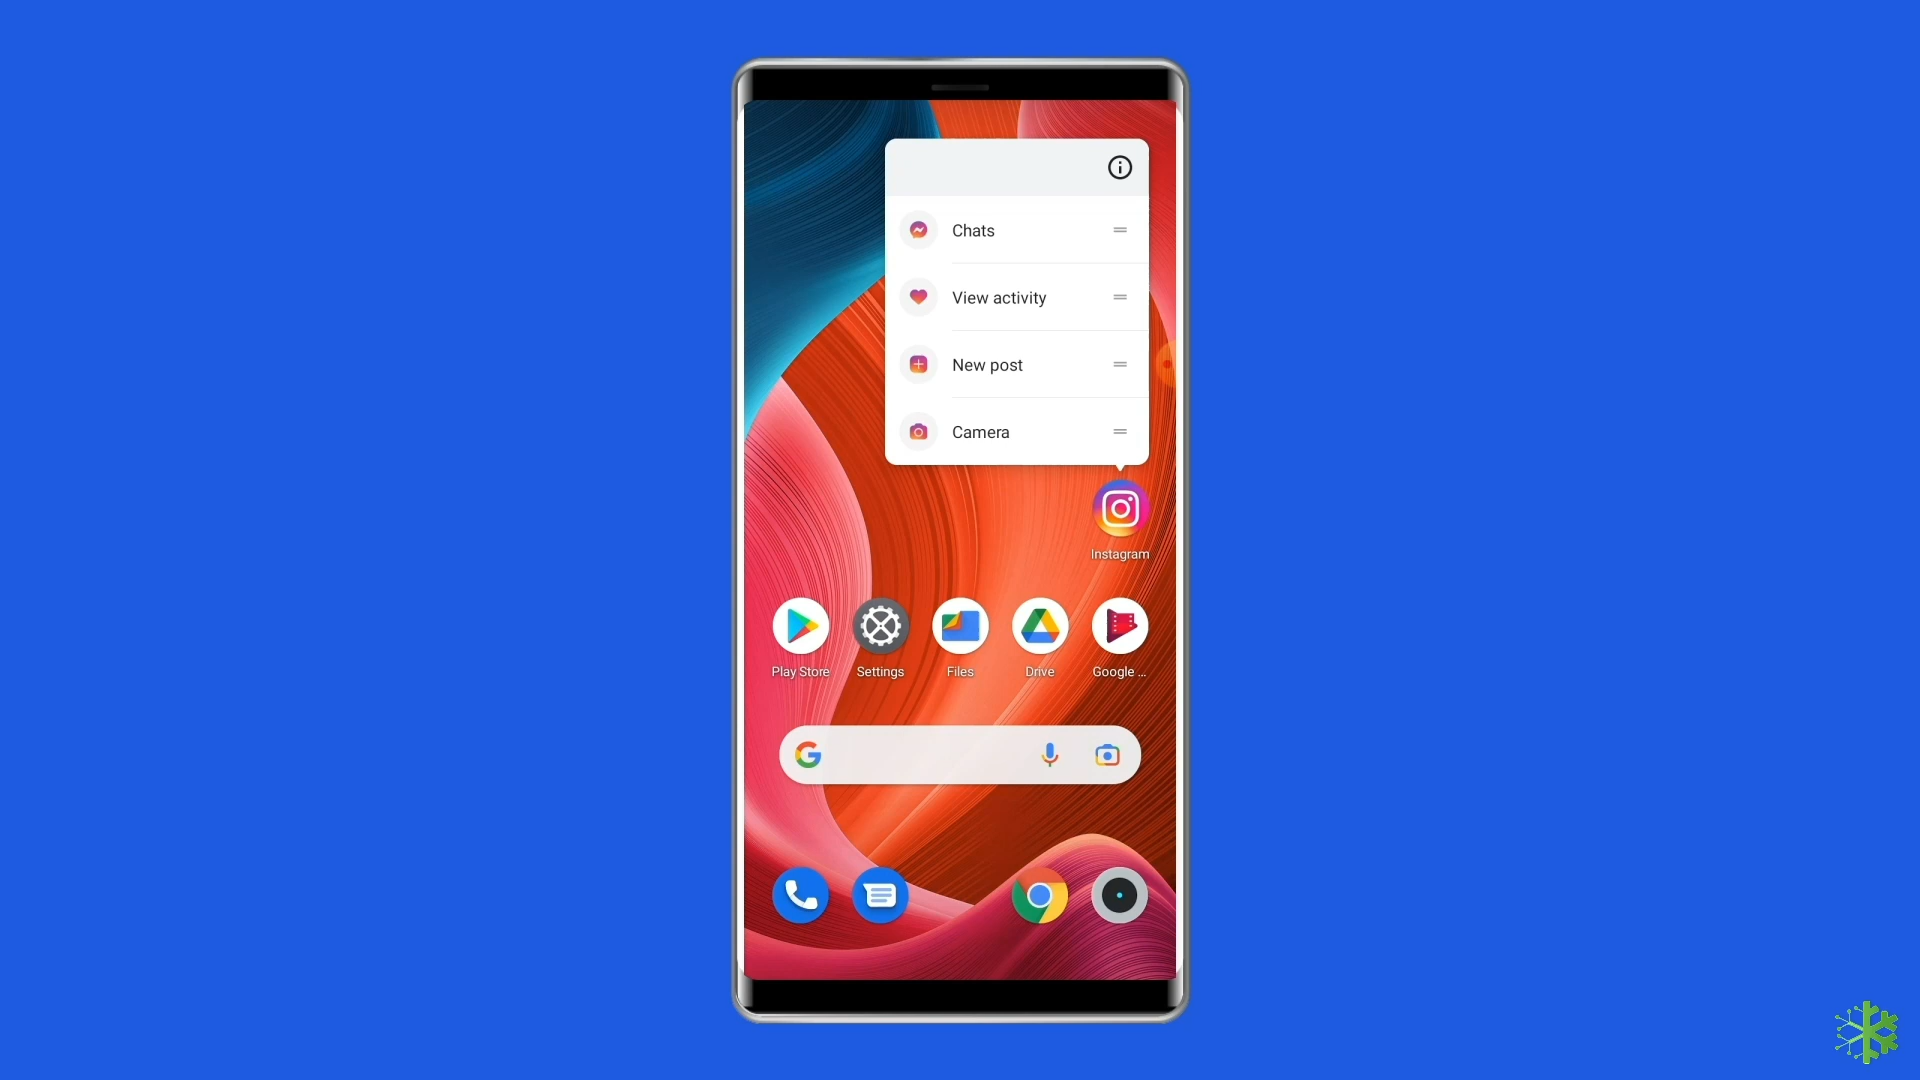 Chats
View activity
New post
Camera
Instagram
Play Store
Settings
Files
Drive
Google ...